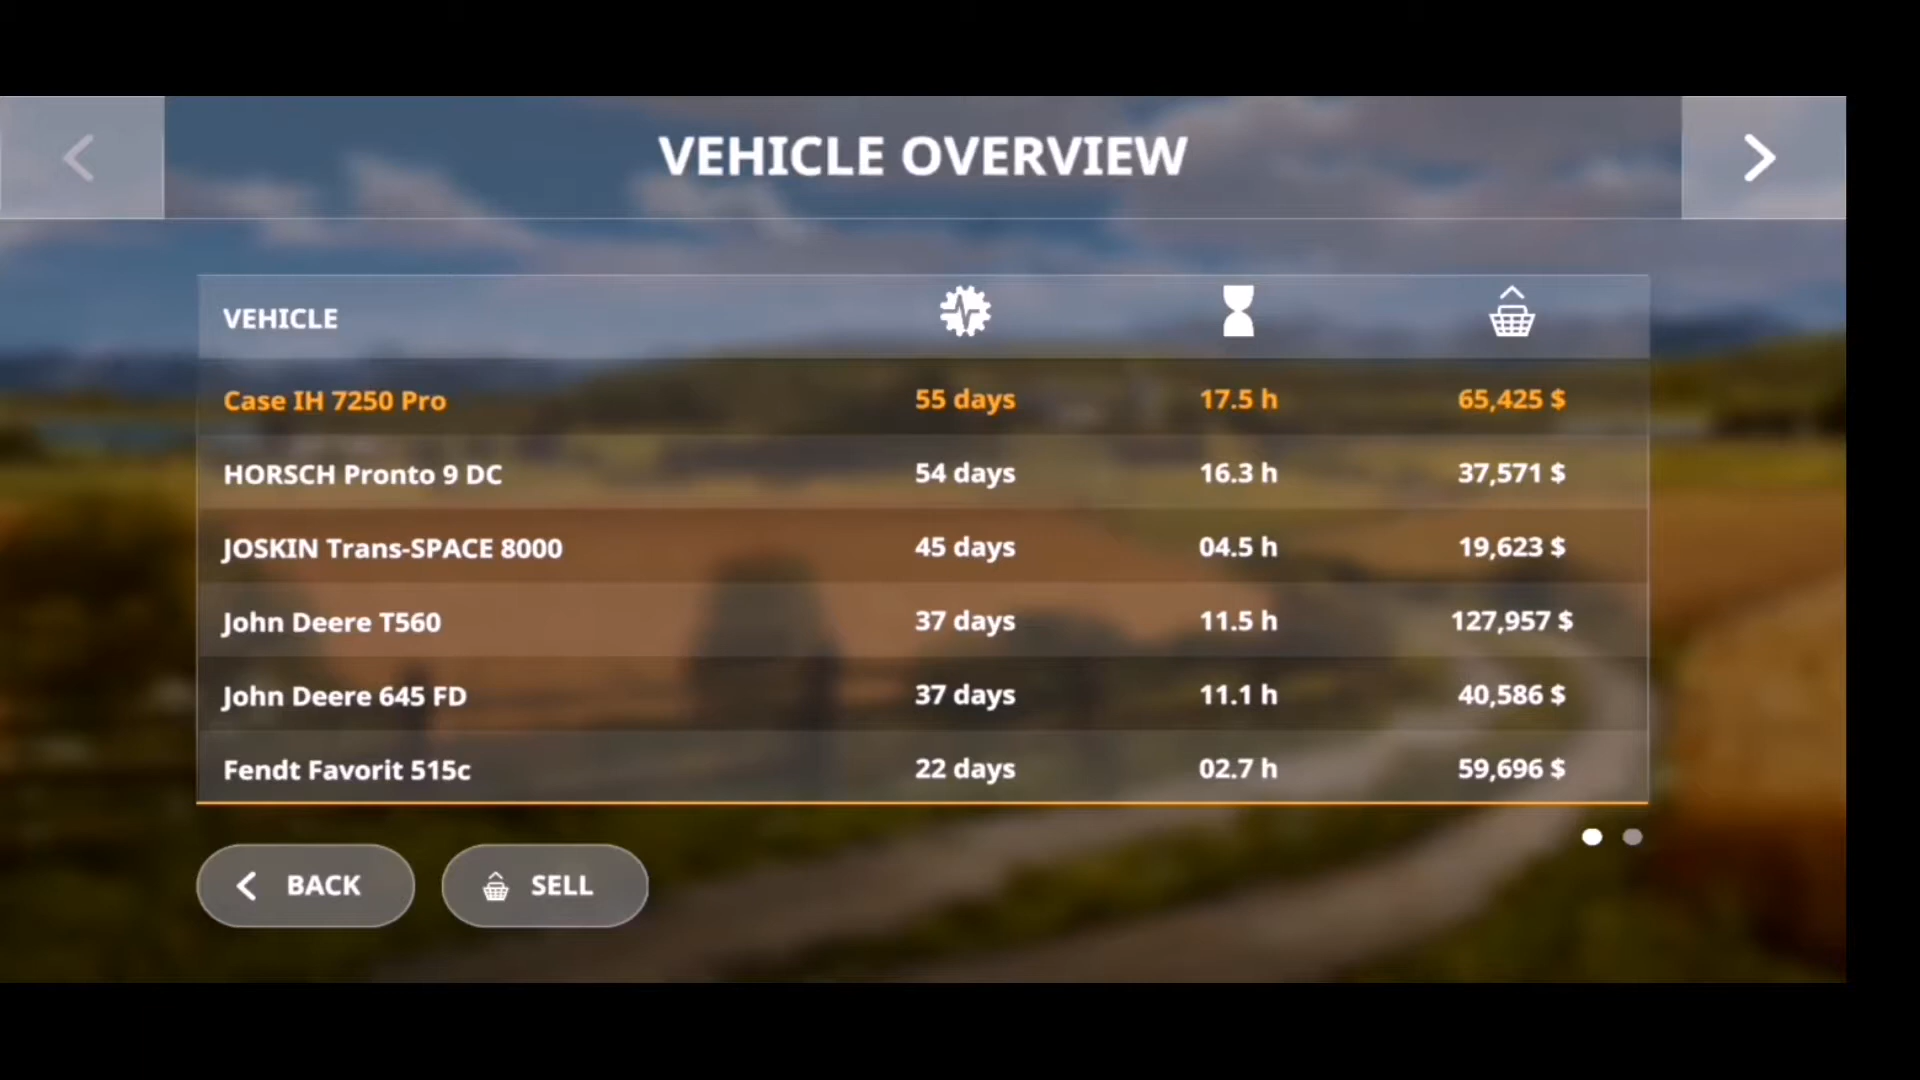 VEHICLE OVERVIEW
VEHICLE
Case IH 7250 Pro 55 days 17.5 h 65,425 $
HORSCH Pronto 9 DC 54 days 16.3 h 37,571 $
JOSKIN Trans-SPACE 8000 45 days 04.5 h 19,623 $
John Deere T560 37 days 11.5 h 127,957 $
John Deere 645 FD 37 days 11.1 h 40,586 $
Fendt Favorit 515c 22 days 02.7 h 59,696 $
BACK SELL